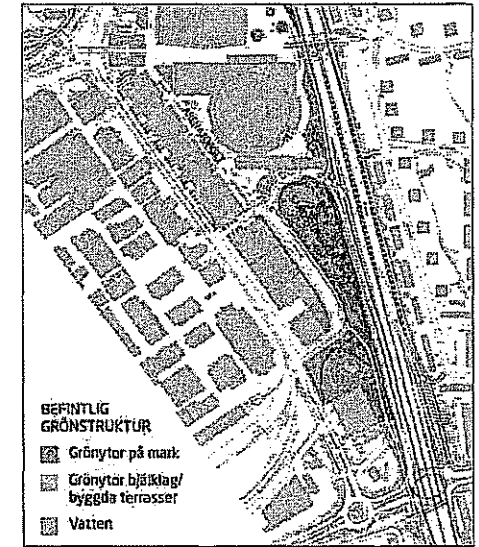 BEFINTLIG
GRÖNSTRUKTUR
Grönytor på mark
Grönytor bjälklag/
byggda terrasser
Vatten